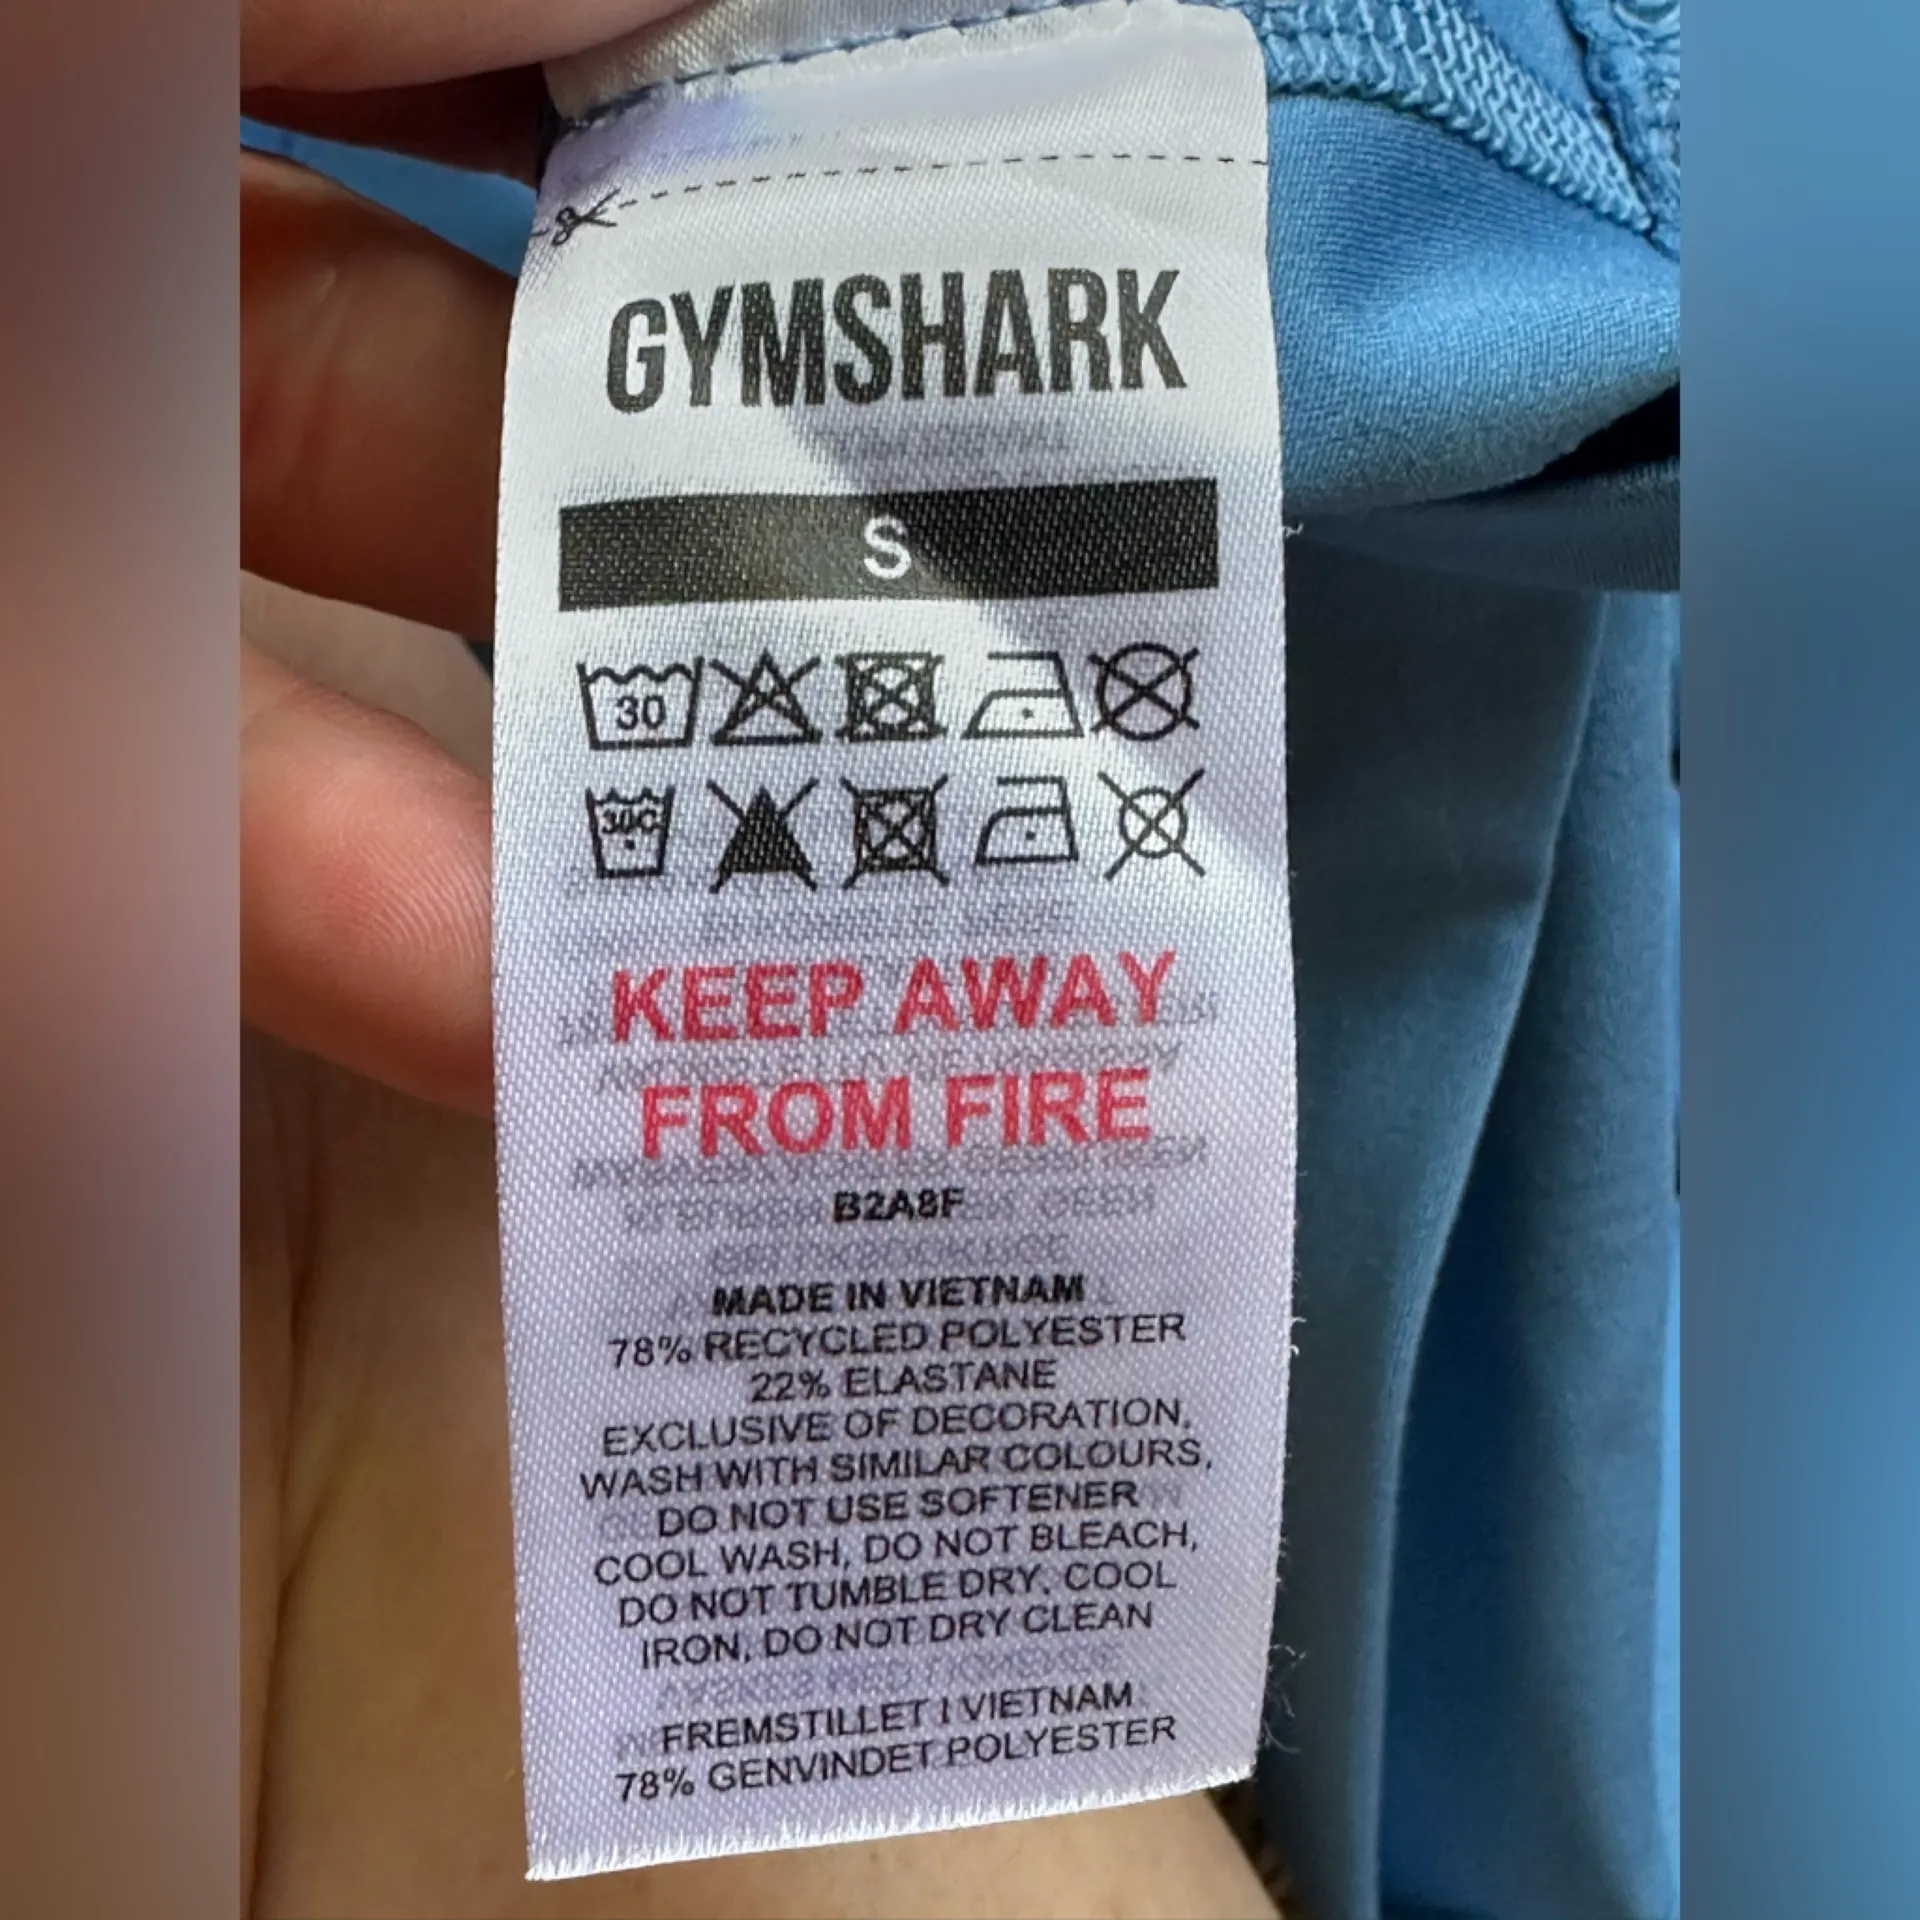 GYMSHARK
S
30
30C
KEEP AWAY
FROM FIRE
B2A8F
MADE IN VIETNAM
78% RECYCLED POLYESTER
22% ELASTANE
EXCLUSIVE OF DECORATION,
WASH WITH SIMILAR COLOURS,
DO NOT USE SOFTENER
COOL WASH, DO NOT BLEACH,
DO NOT TUMBLE DRY, COOL
IRON, DO NOT DRY CLEAN
FREMSTILLET I VIETNAM
78% GENVINDET POLYESTER